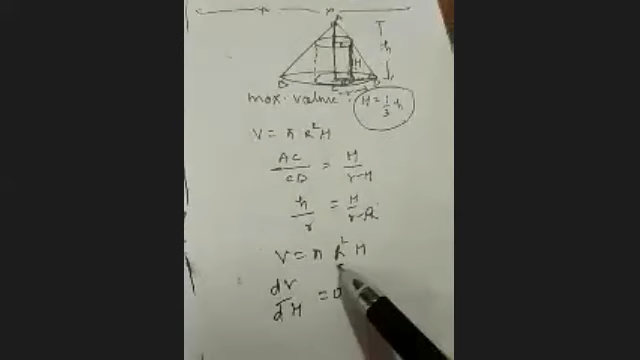 A
T
h
H
max. value : H = 1/3 h
V = π R² H
AC/CD = H/r-H
h/r = H/r-R
V = π R² H
dV/dH = 0